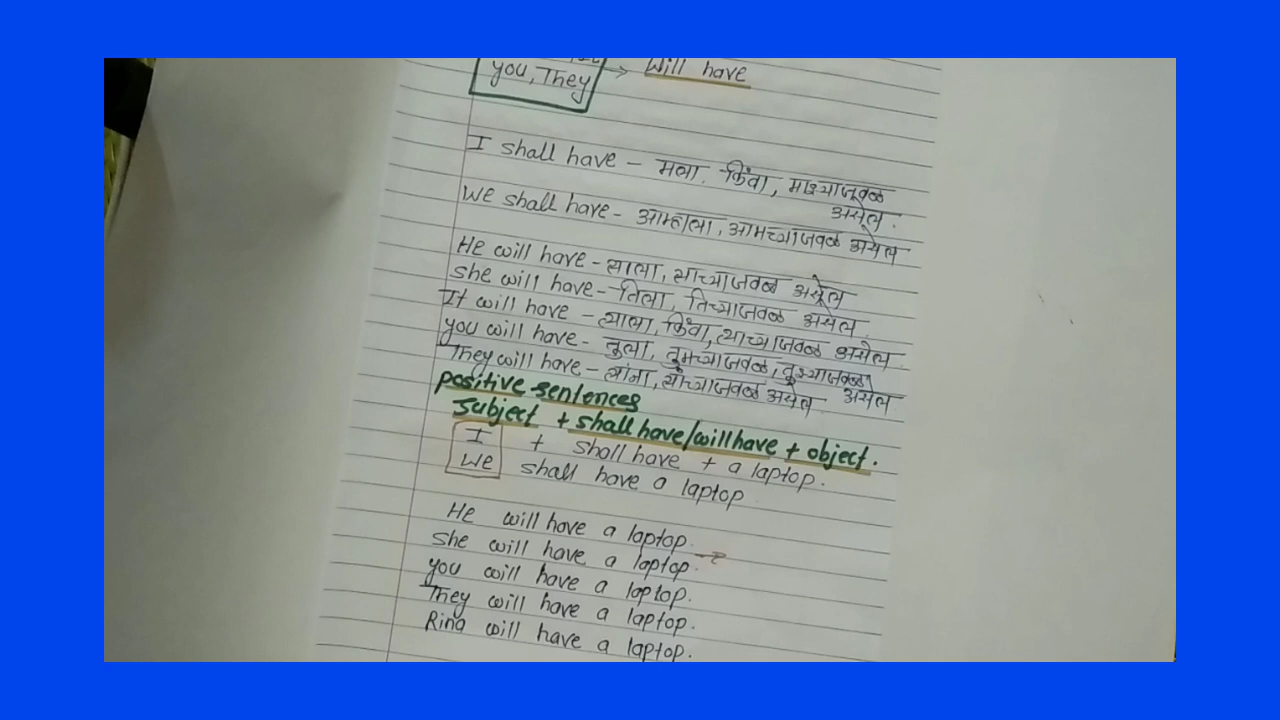 you, They → Will have
I shall have – मला किंवा, माझ्याजवळ
असेल.
We shall have - आम्हाला, आमच्याजवळ असेल
He will have - त्याला, त्याच्याजवळ असेल
She will have - तिला, तिच्याजवळ असेल.
It will have - त्याला, किंवा, त्याच्याजवळ असेल.
you will have - तुला, तुमच्याजवळ, तुझ्याजवळ
असेल
They will have - त्यांना, त्यांच्याजवळ असेल.
positive sentences
Subject + shall have/will have + object.
I + shall have + a laptop.
We shall have a laptop
He will have a laptop.
She will have a laptop.
you will have a laptop.
They will have a laptop.
Rina will have a laptop.